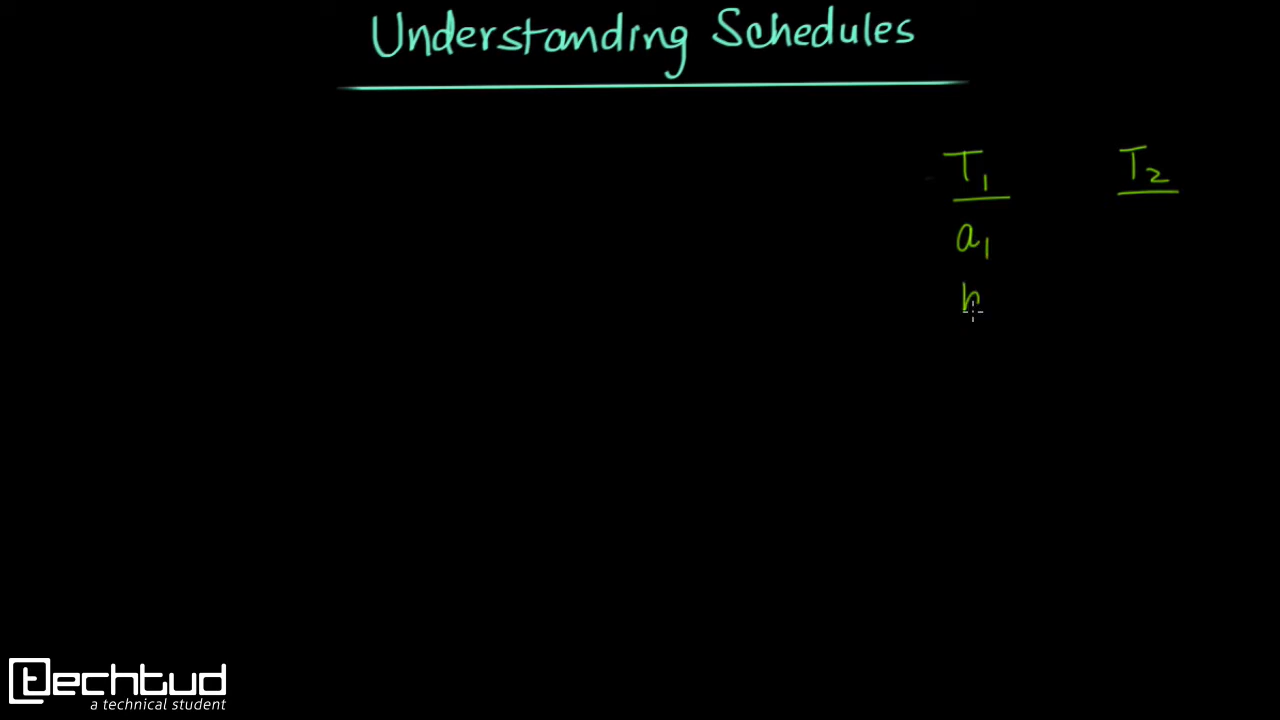 Understanding Schedules
T1 T2
a1
techtud
a technical student